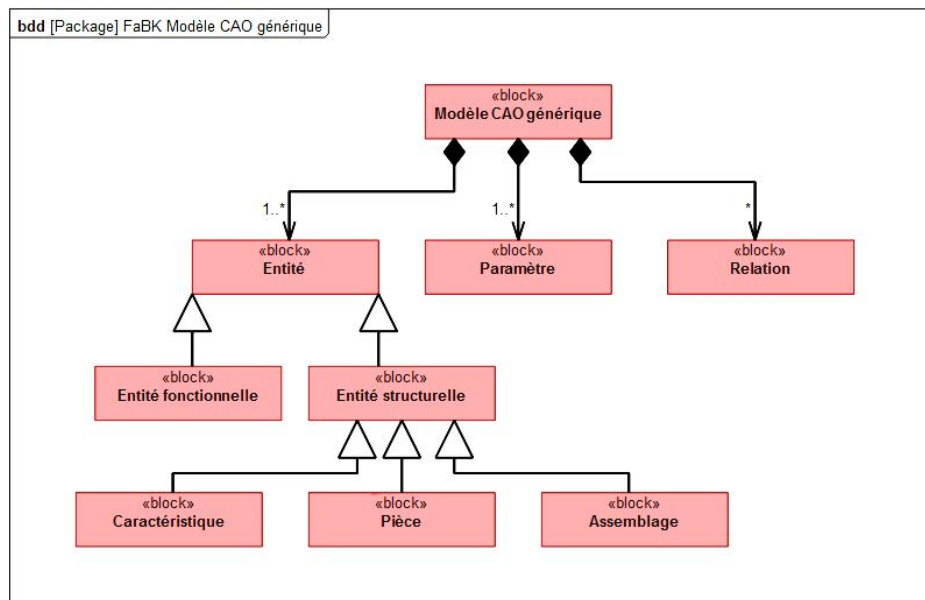 bdd [Package] FaBK Modèle CAO générique
«block»
Modèle CAO générique
1..*
1..*
*
«block»
Entité
«block»
Paramètre
«block»
Relation
«block»
Entité fonctionnelle
«block»
Entité structurelle
«block»
Caractéristique
«block»
Pièce
«block»
Assemblage